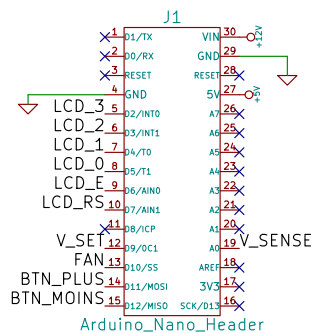 J1
1 D1/TX VIN 30 +12V
2 D0/RX GND 29
3 RESET RESET 28
4 GND 5V 27 +5V
LCD_3 5 D2/INT0 A7 26
LCD_2 6 D3/INT1 A6 25
LCD_1 7 D4/T0 A5 24
LCD_0 8 D5/T1 A4 23
LCD_E 9 D6/AIN0 A3 22
LCD_RS 10 D7/AIN1 A2 21
11 D8/ICP A1 20
V_SET 12 D9/OC1 A0 19 V_SENSE
FAN 13 D10/SS AREF 18
BTN_PLUS 14 D11/MOSI 3V3 17
BTN_MOINS 15 D12/MISO SCK/D13 16
Arduino_Nano_Header